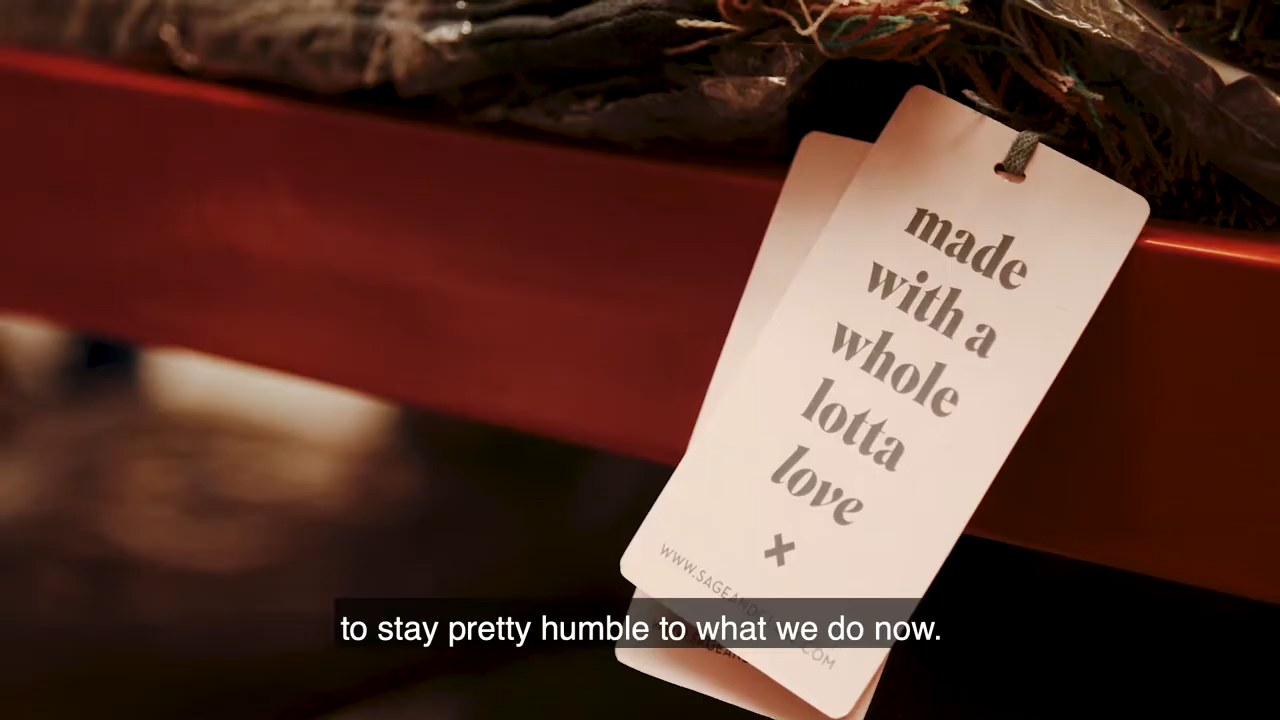 made
with a
whole
lotta
love
x
to stay pretty humble to what we do now.